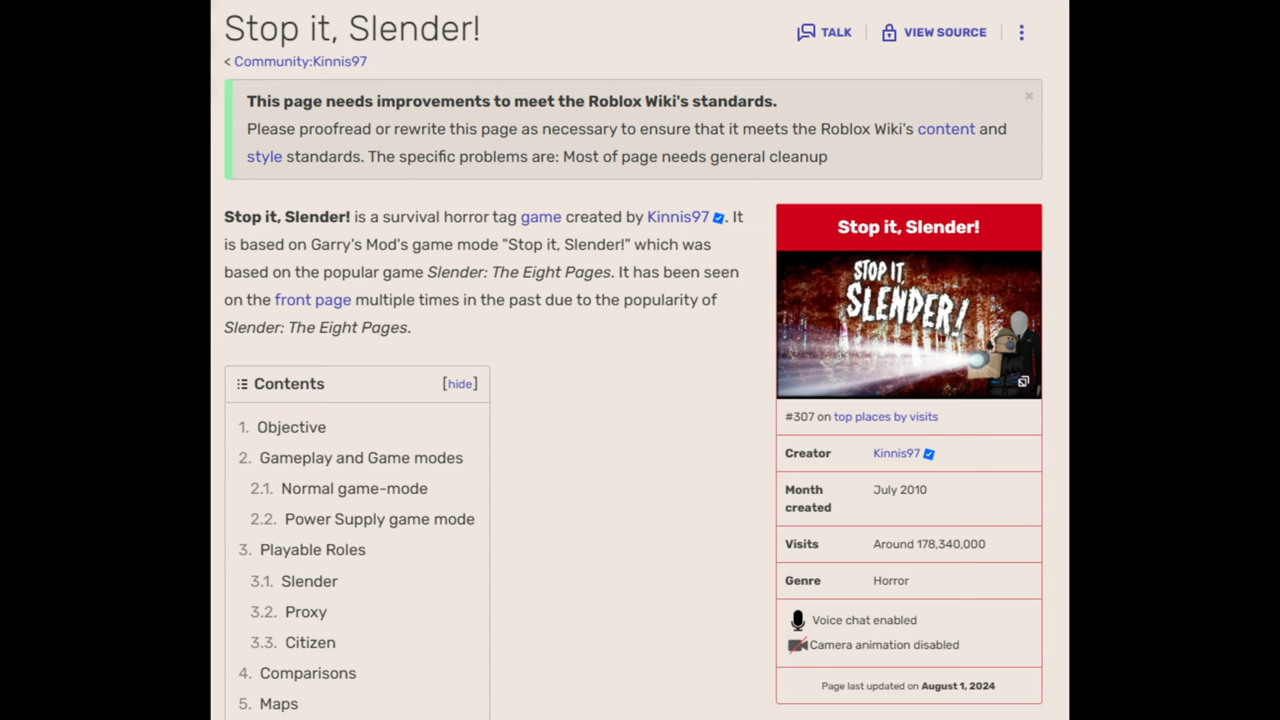 Stop it, Slender!
TALK
VIEW SOURCE
< Community:Kinnis97
This page needs improvements to meet the Roblox Wiki's standards.
Please proofread or rewrite this page as necessary to ensure that it meets the Roblox Wiki's content and
style standards. The specific problems are: Most of page needs general cleanup
Stop it, Slender! is a survival horror tag game created by Kinnis97. It
is based on Garry's Mod's game mode "Stop it, Slender!" which was
based on the popular game Slender: The Eight Pages. It has been seen
on the front page multiple times in the past due to the popularity of
Slender: The Eight Pages.
Contents [hide]
1. Objective
2. Gameplay and Game modes
2.1. Normal game-mode
2.2. Power Supply game mode
3. Playable Roles
3.1. Slender
3.2. Proxy
3.3. Citizen
4. Comparisons
5. Maps
Stop it, Slender!
STOP IT,
SLENDER!
#307 on top places by visits
Creator Kinnis97
Month created July 2010
Visits Around 178,340,000
Genre Horror
Voice chat enabled
Camera animation disabled
Page last updated on August 1, 2024